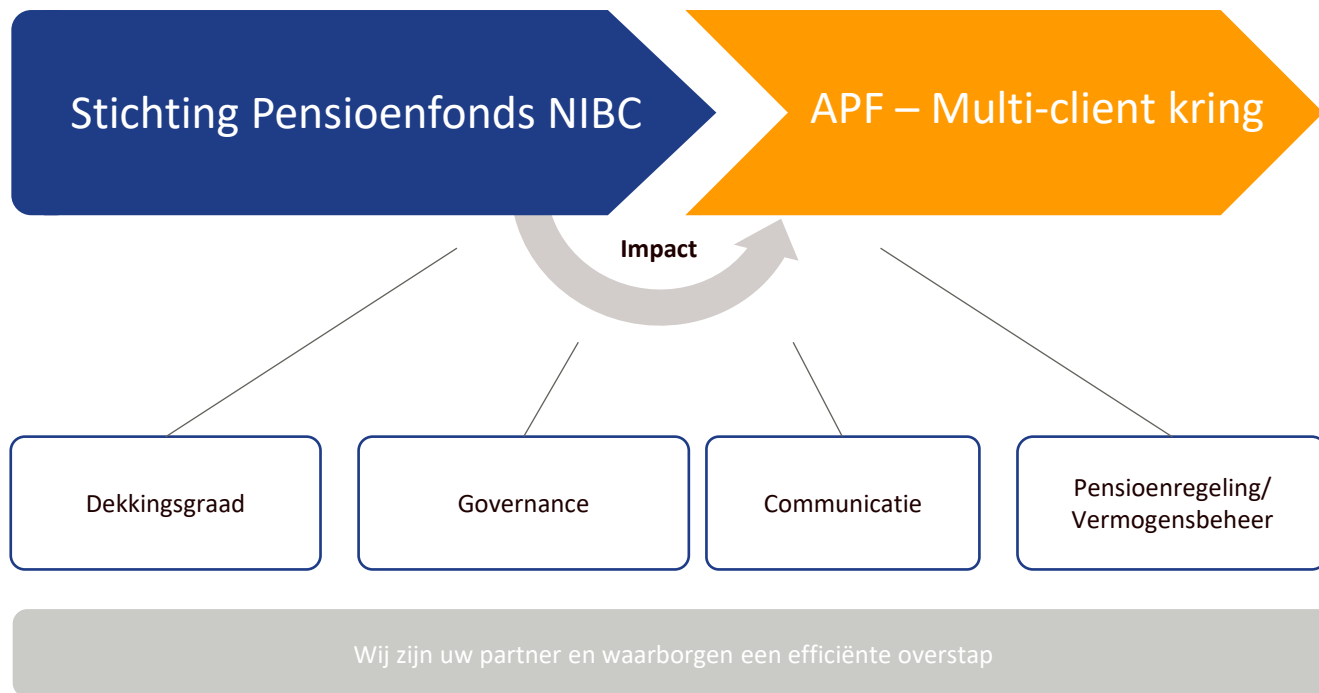 Stichting Pensioenfonds NIBC
APF – Multi-client kring
Impact
Dekkingsgraad
Governance
Communicatie
Pensioenregeling/
Vermogensbeheer
Wij zijn uw partner en waarborgen een efficiënte overstap